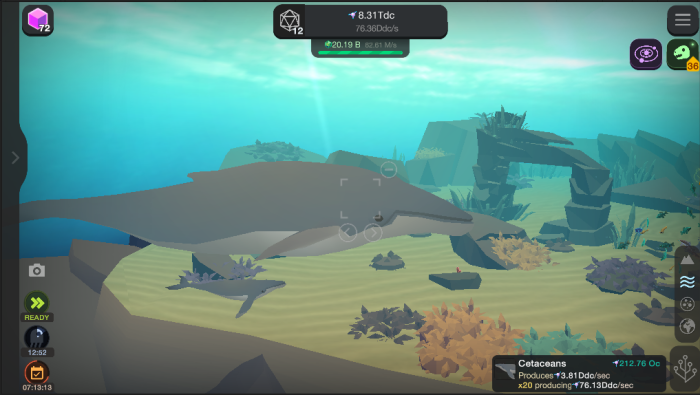 72
12
8.31Tdc
76.36Ddc/s
20.19 B 62.61 M/s
36
READY
12:52
07:13:13
Cetaceans 212.76 Oc
Produces 3.81Ddc/sec
x20 producing 76.13Ddc/sec